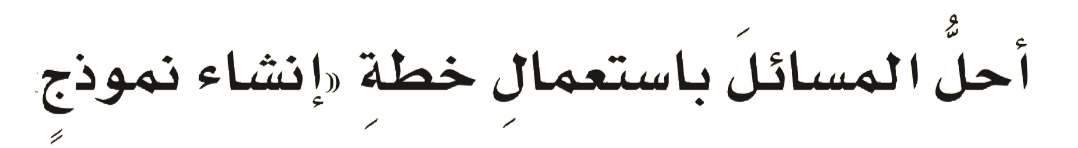 أحلُّ المسائلَ باستعمالِ خطةِ «إنشاء نموذجٍ